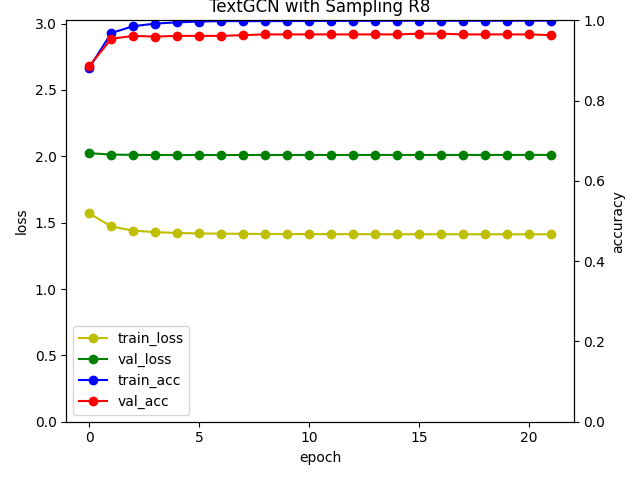 TextGCN with Sampling R8
3.0
2.5
2.0
1.5
1.0
0.5
0.0
loss
1.0
0.8
0.6
0.4
0.2
0.0
accuracy
train_loss
val_loss
train_acc
val_acc
0 5 10 15 20
epoch